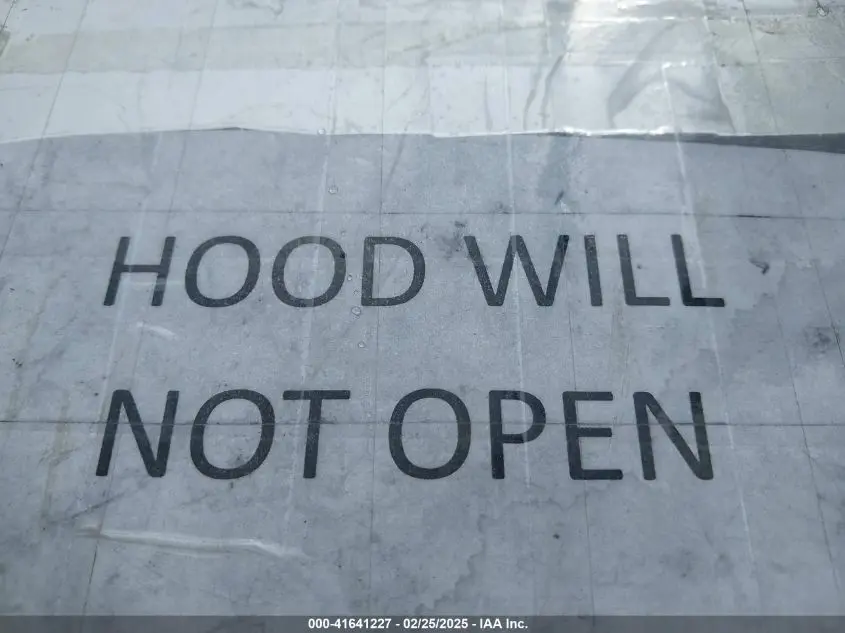 HOOD WILL
NOT OPEN
000-41641227 - 02/25/2025 - IAA Inc.